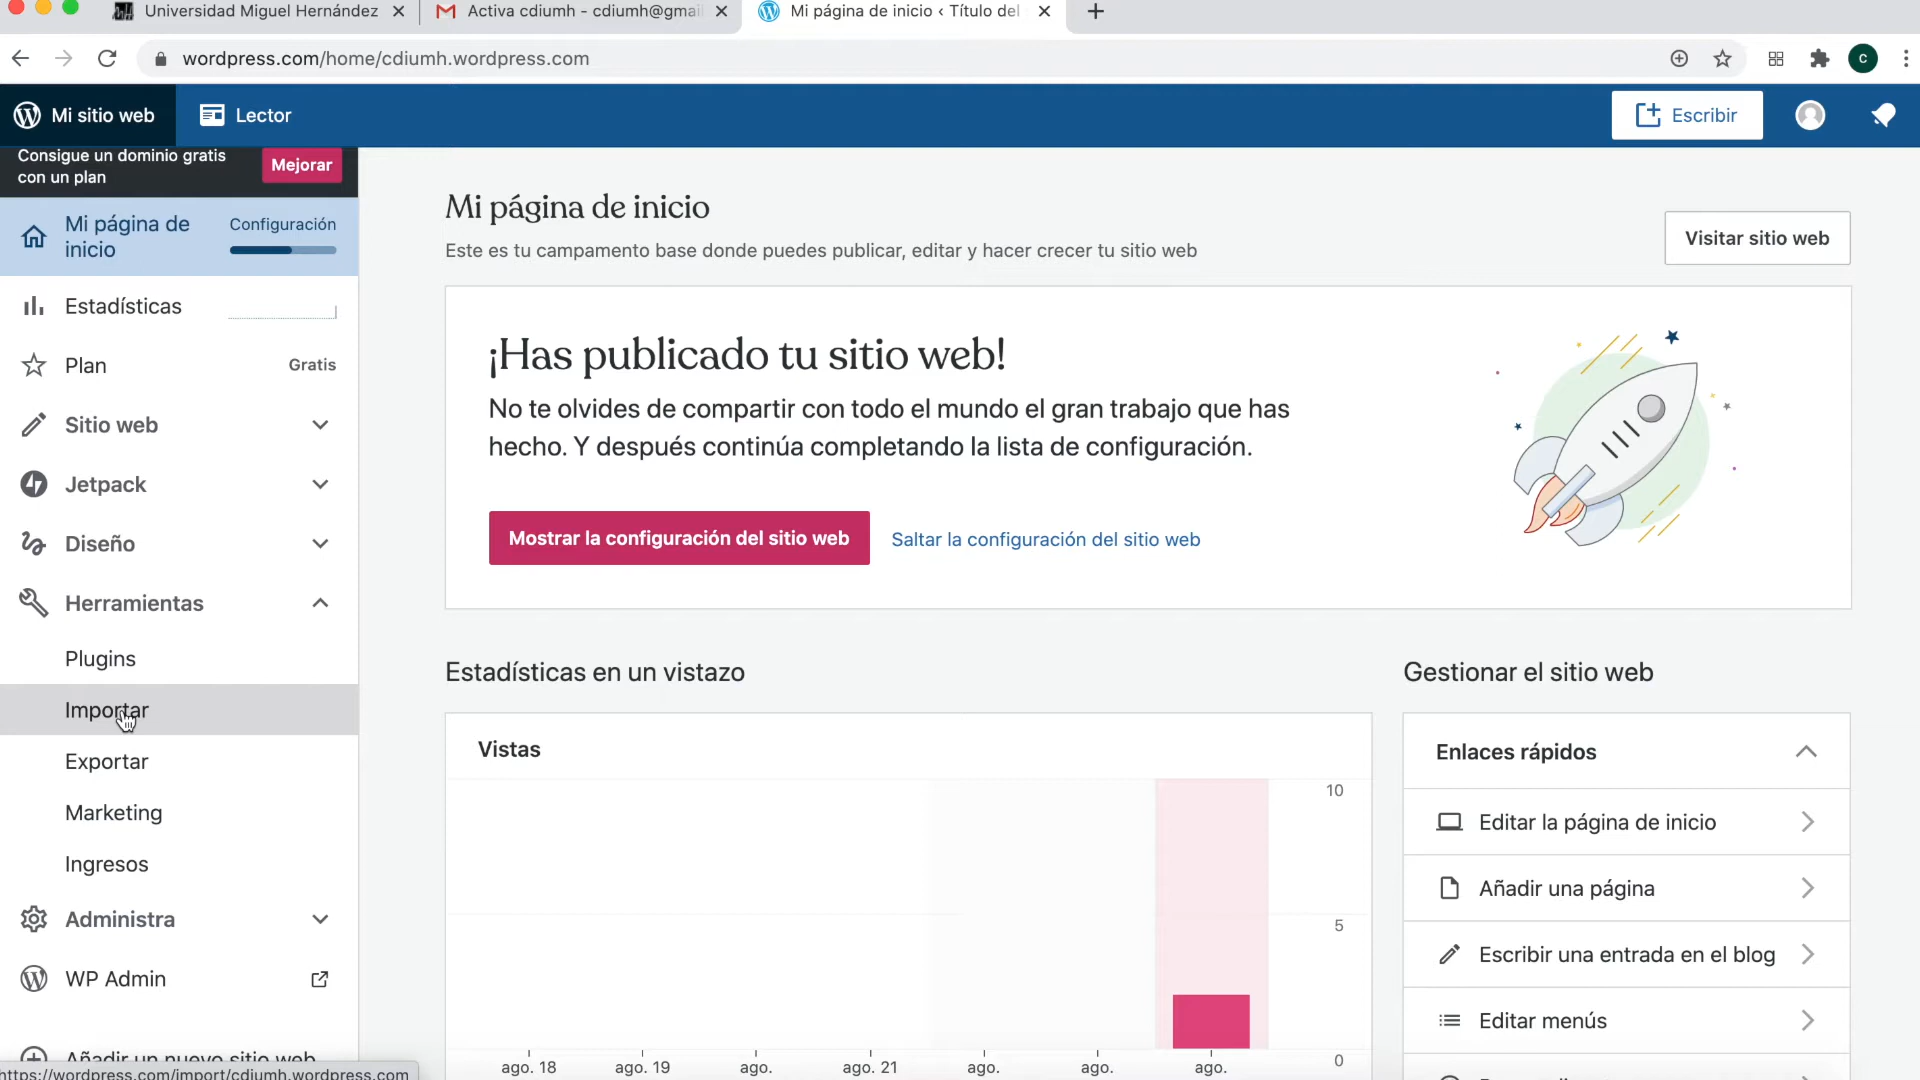 Universidad Miguel Hernández
Activa cdiumh - cdiumh@gmai
Mi página de inicio ‹ Título del
wordpress.com/home/cdiumh.wordpress.com
C
Mi sitio web
Lector
Escribir
Consigue un dominio gratis
con un plan
Mejorar
Mi página de
inicio
Configuración
Estadísticas
Plan
Gratis
Sitio web
Jetpack
Diseño
Herramientas
Plugins
Importar
Exportar
Marketing
Ingresos
Administra
WP Admin
Añadir un nuevo sitio web
https://wordpress.com/import/cdiumh.wordpress.com
Mi página de inicio
Este es tu campamento base donde puedes publicar, editar y hacer crecer tu sitio web
Visitar sitio web
¡Has publicado tu sitio web!
No te olvides de compartir con todo el mundo el gran trabajo que has
hecho. Y después continúa completando la lista de configuración.
Mostrar la configuración del sitio web
Saltar la configuración del sitio web
Estadísticas en un vistazo
Vistas
10
5
0
ago. 18
ago. 19
ago.
ago. 21
ago.
ago.
ago.
Gestionar el sitio web
Enlaces rápidos
Editar la página de inicio
Añadir una página
Escribir una entrada en el blog
Editar menús